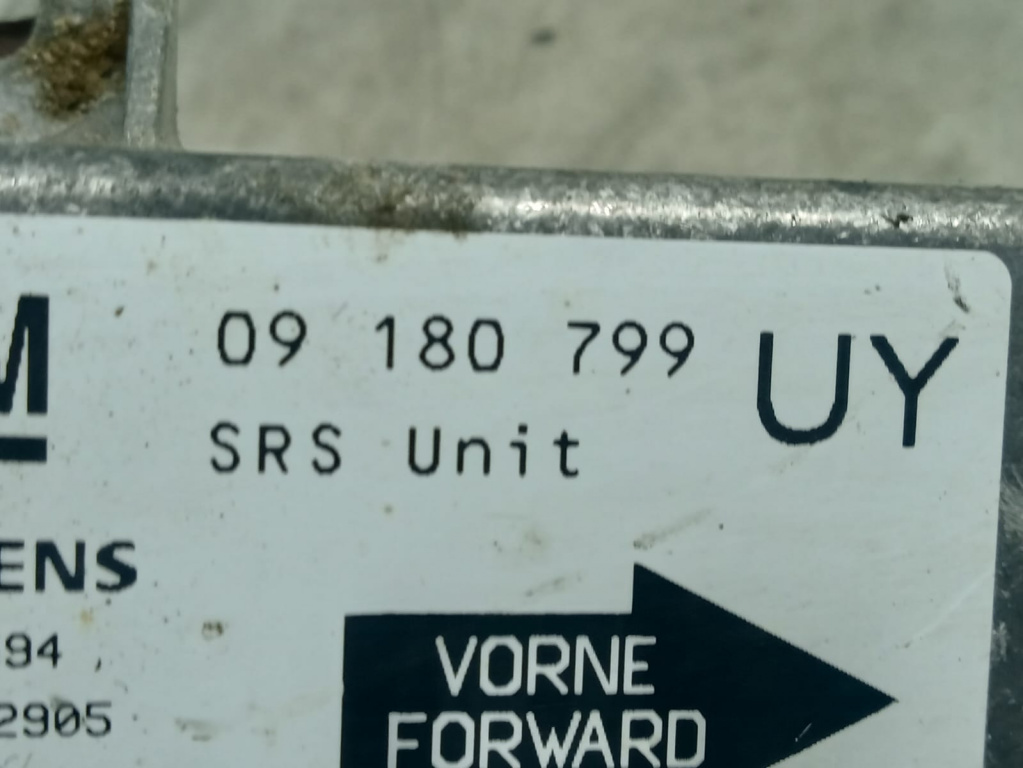 M 09 180 799 UY
SRS Unit
ENS
94
VORNE
2905
FORWARD